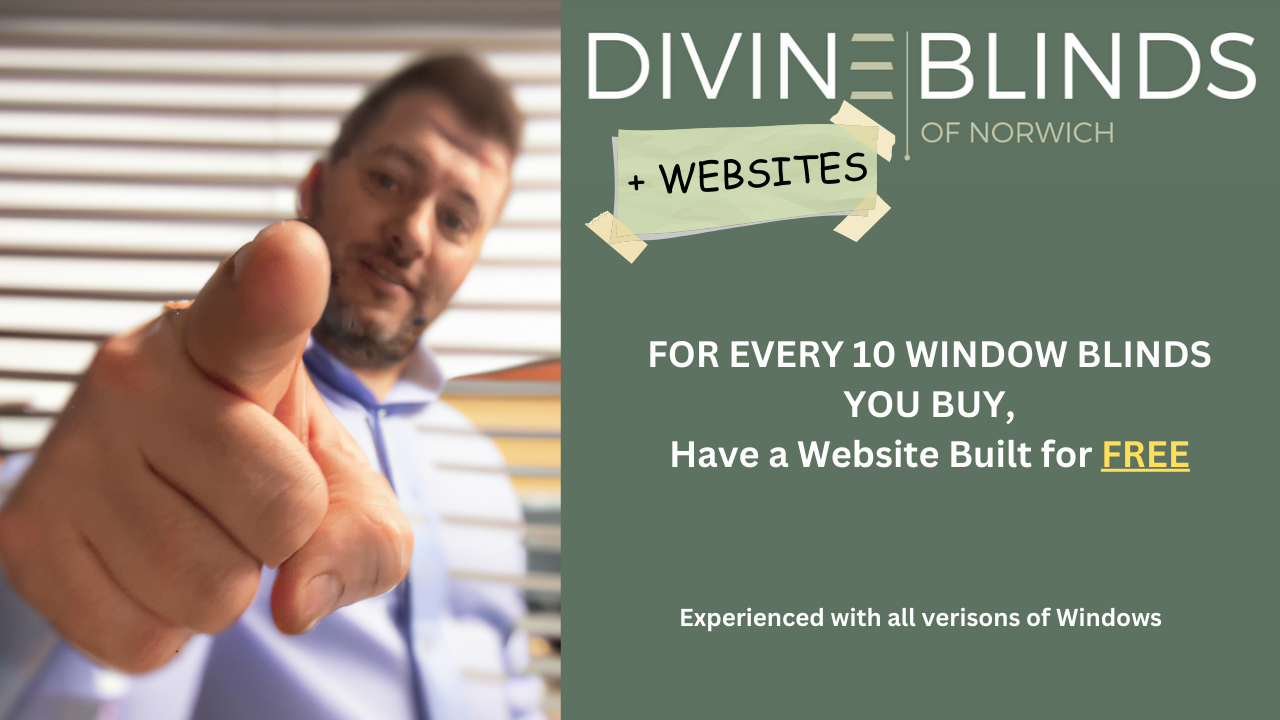 DIVINE BLINDS
OF NORWICH
+ WEBSITES
FOR EVERY 10 WINDOW BLINDS
YOU BUY,
Have a Website Built for FREE
Experienced with all verisons of Windows